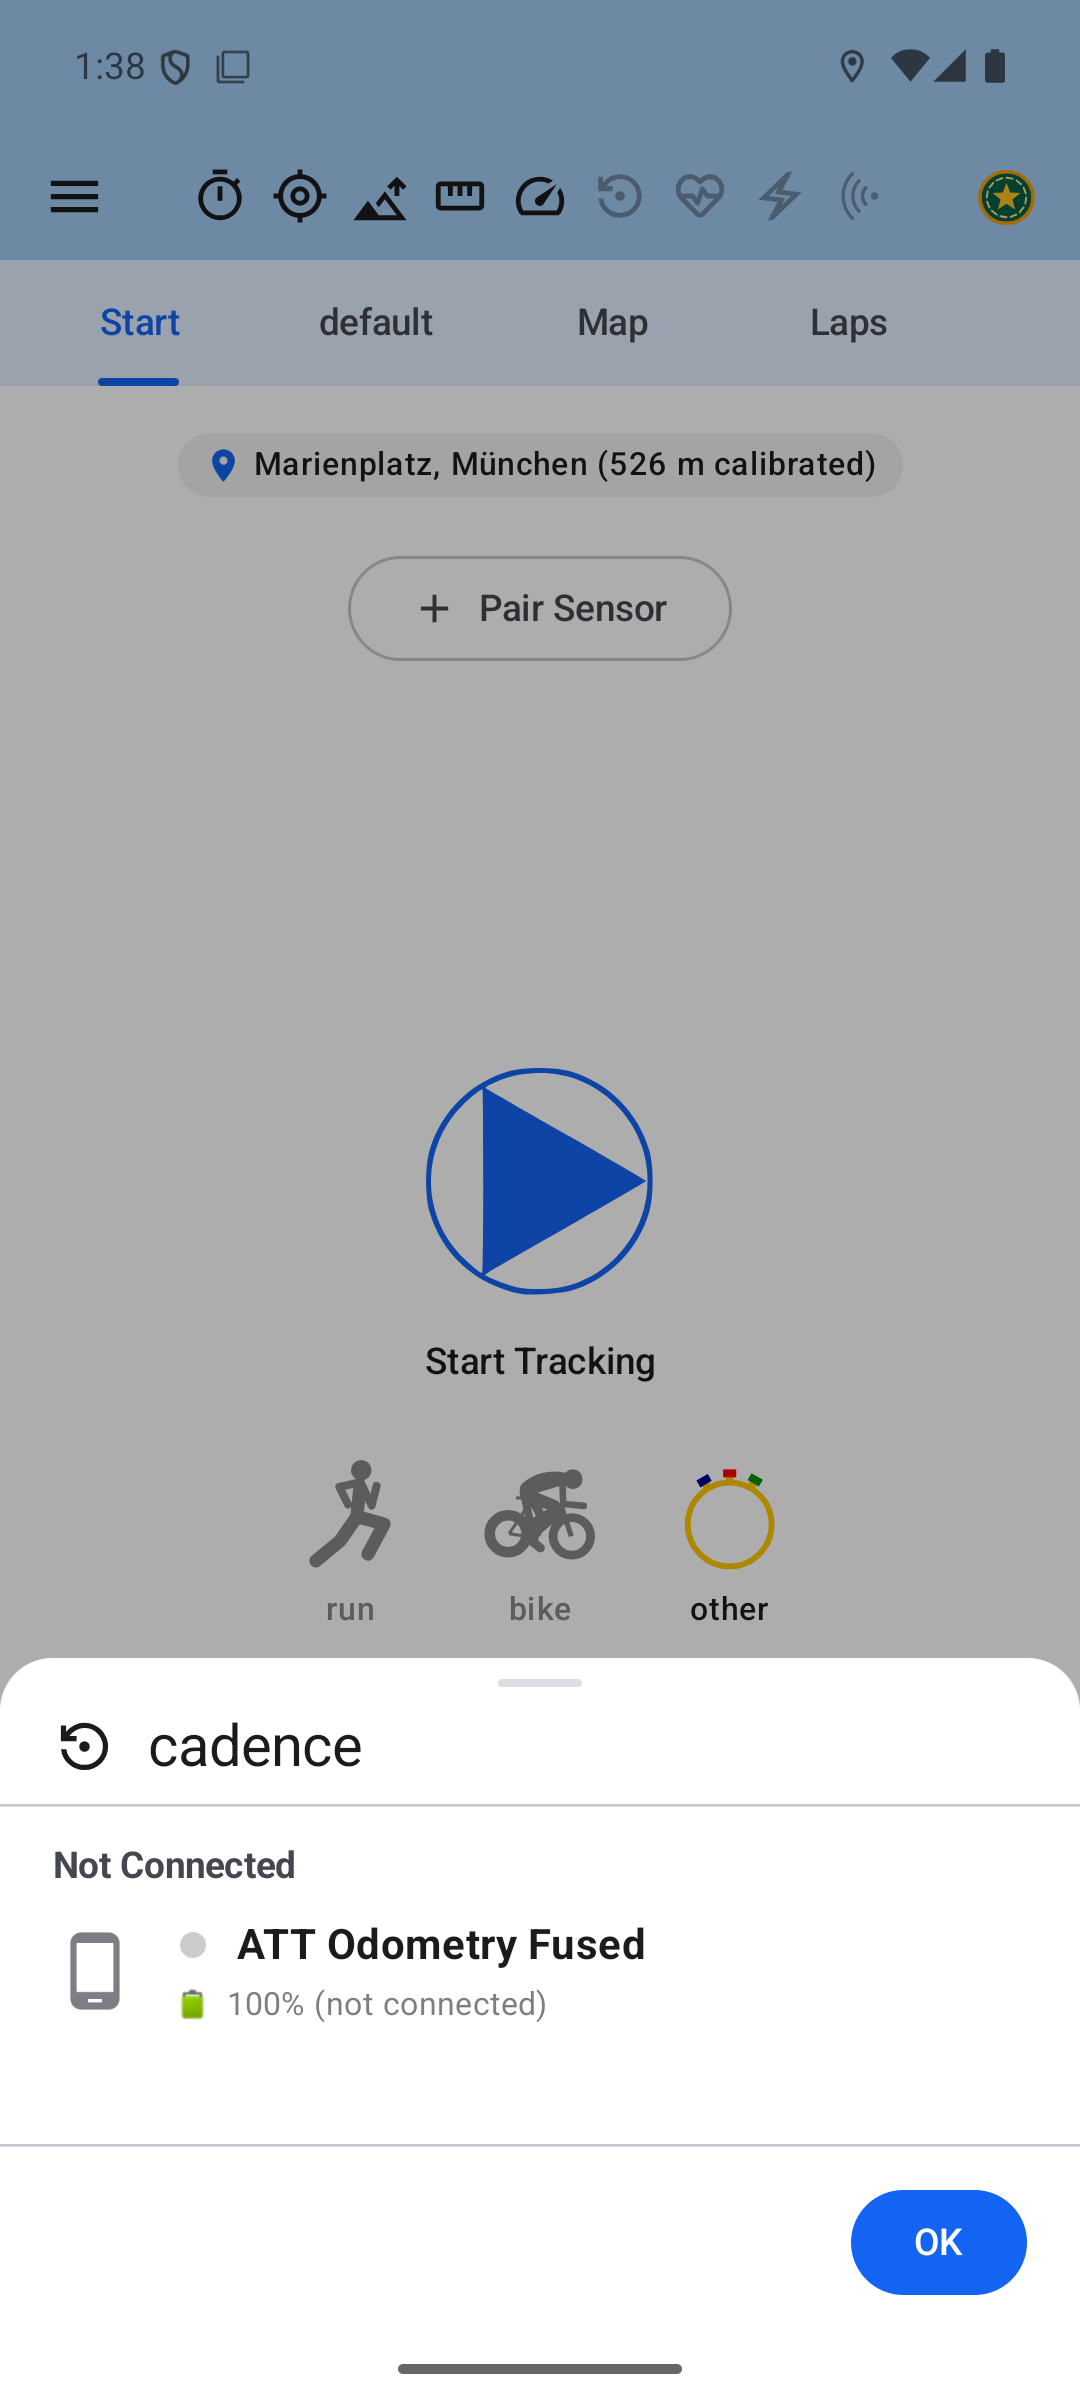 1:38
Start
default
Map
Laps
Marienplatz, München (526 m calibrated)
Pair Sensor
Start Tracking
run
bike
other
cadence
Not Connected
ATT Odometry Fused
100% (not connected)
OK